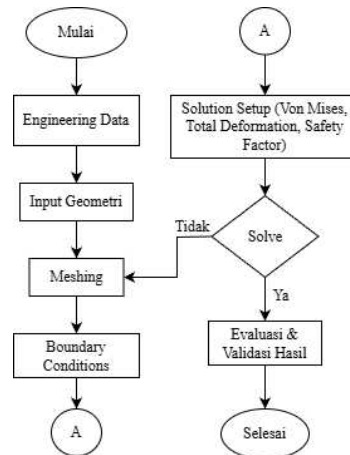 Mulai
Engineering Data
Input Geometri
Meshing
Boundary
Conditions
A
A
Solution Setup (Von Mises,
Total Deformation, Safety
Factor)
Tidak
Solve
Ya
Evaluasi &
Validasi Hasil
Selesai